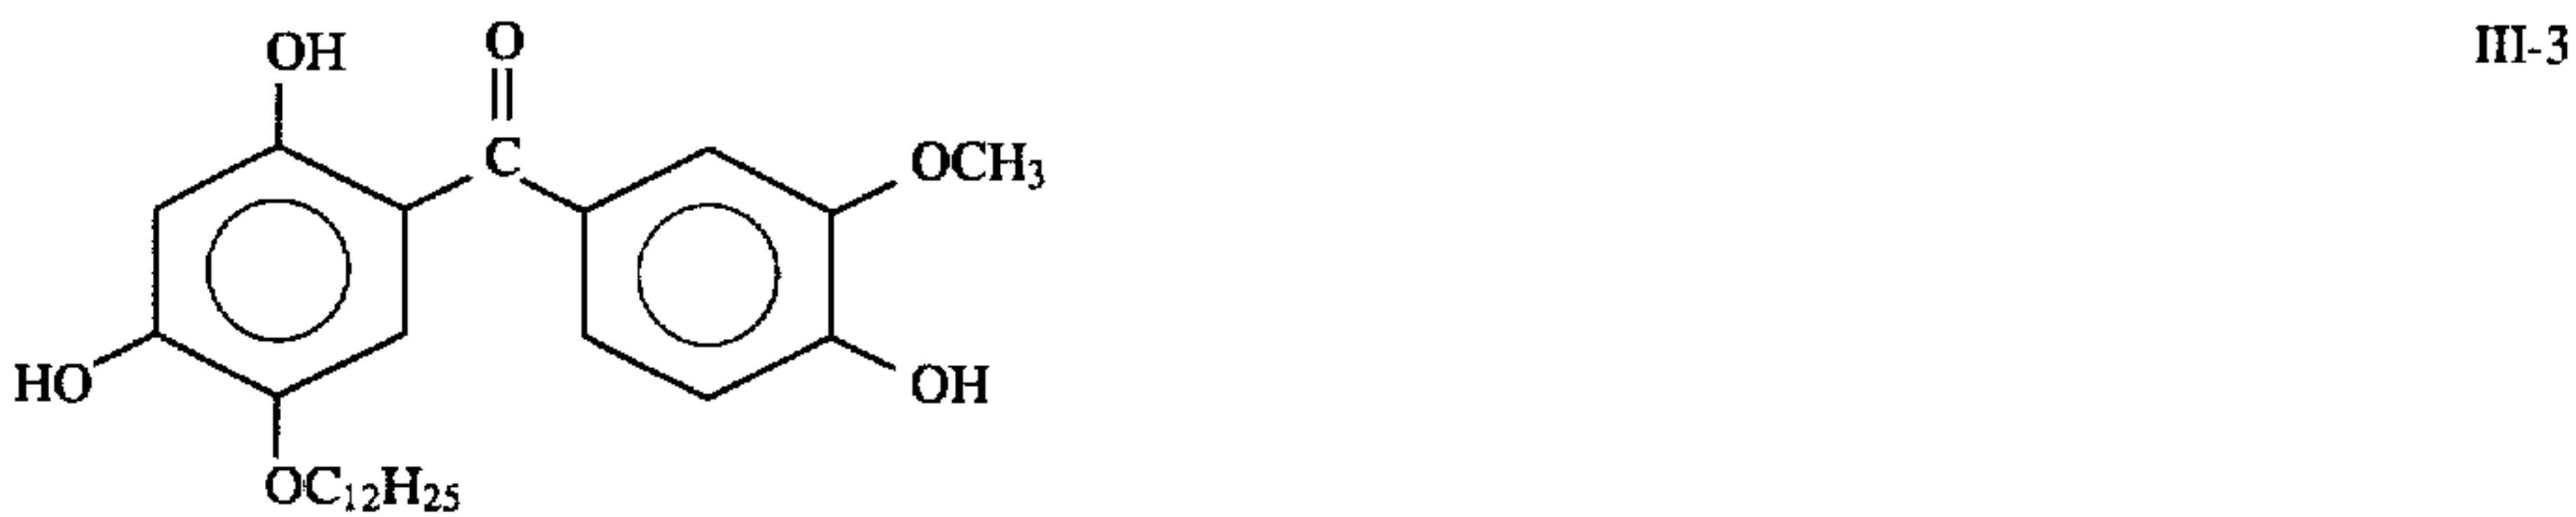 OH O III-3
C OCH₃
HO OH
OC₁₂H₂₅